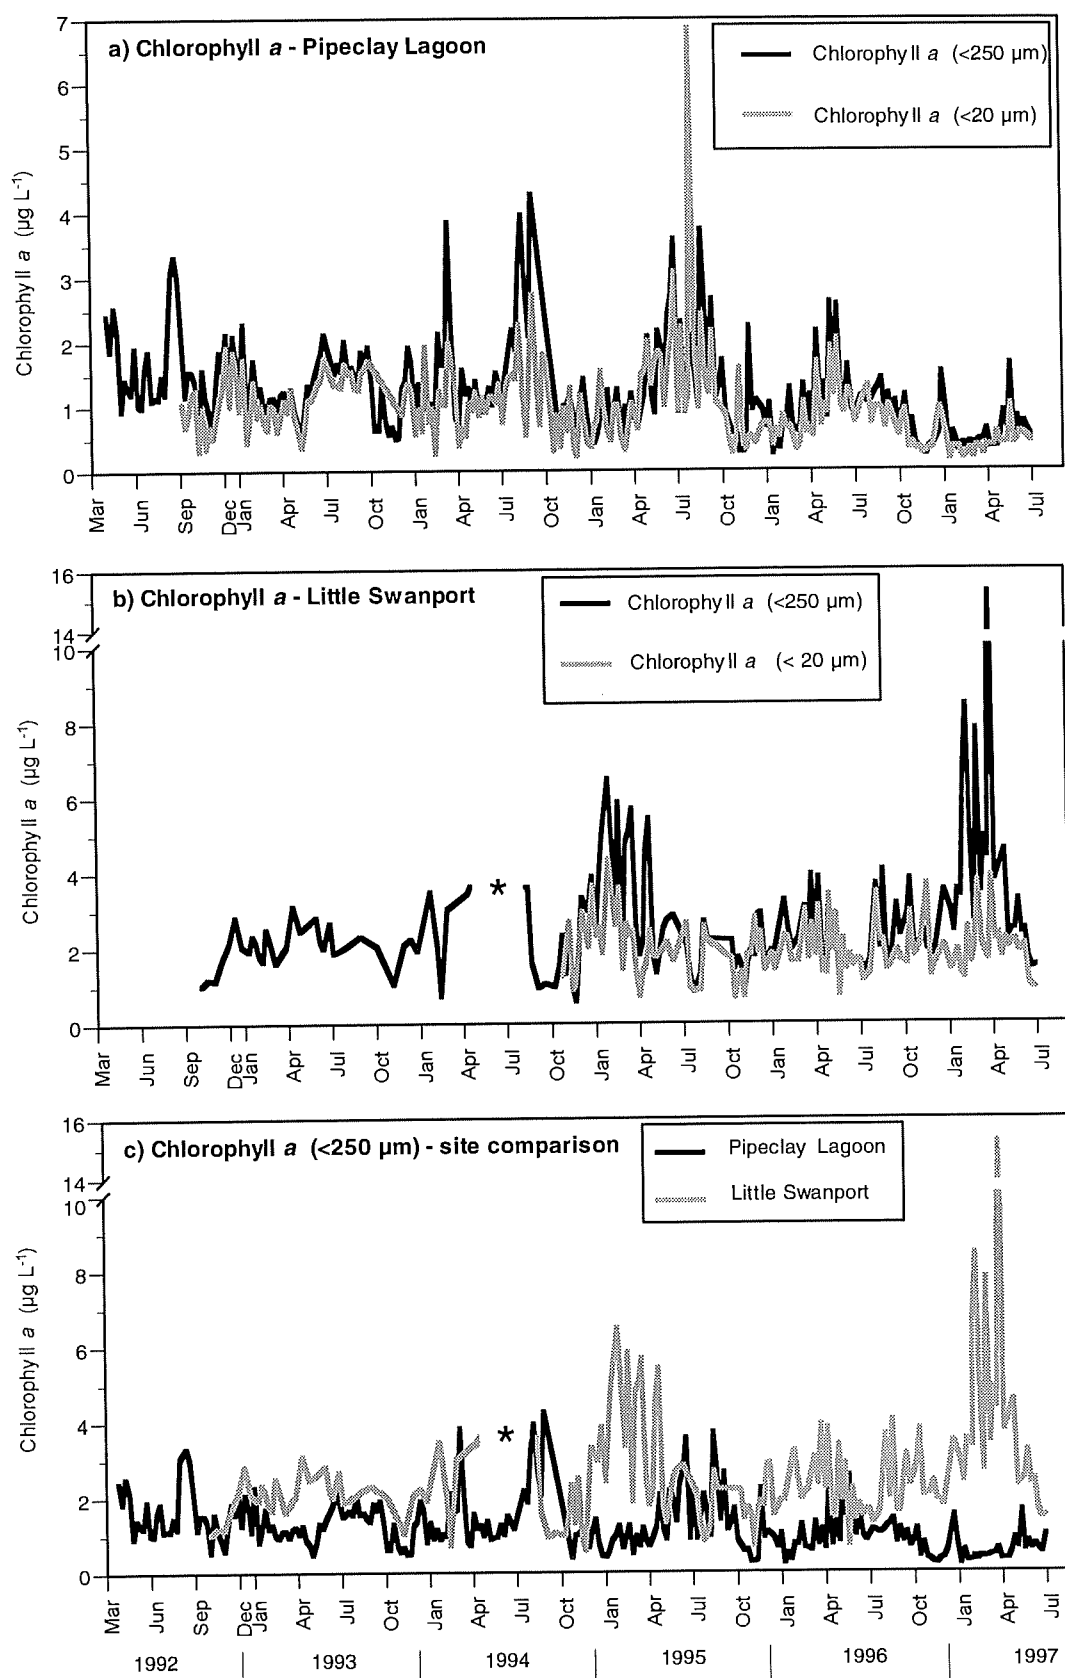 a) Chlorophyll a - Pipeclay Lagoon
Chlorophyll a (<250 µm)
Chlorophyll a (<20 µm)
Chlorophyll a (µg L-1)
7
6
5
4
3
2
1
0
Mar Jun Sep Dec Jan Apr Jul Oct Jan Apr Jul Oct Jan Apr Jul Oct Jan Apr Jul Oct Jan Apr Jul
b) Chlorophyll a - Little Swanport
Chlorophyll a (<250 µm)
Chlorophyll a (< 20 µm)
Chlorophyll a (µg L-1)
16
14
10
8
6
4
2
0
*
Mar Jun Sep Dec Jan Apr Jul Oct Jan Apr Jul Oct Jan Apr Jul Oct Jan Apr Jul Oct Jan Apr Jul
c) Chlorophyll a (<250 µm) - site comparison
Pipeclay Lagoon
Little Swanport
Chlorophyll a (µg L-1)
16
14
10
8
6
4
2
0
*
Mar Jun Sep Dec Jan Apr Jul Oct Jan Apr Jul Oct Jan Apr Jul Oct Jan Apr Jul Oct Jan Apr Jul
1992 | 1993 | 1994 | 1995 | 1996 | 1997